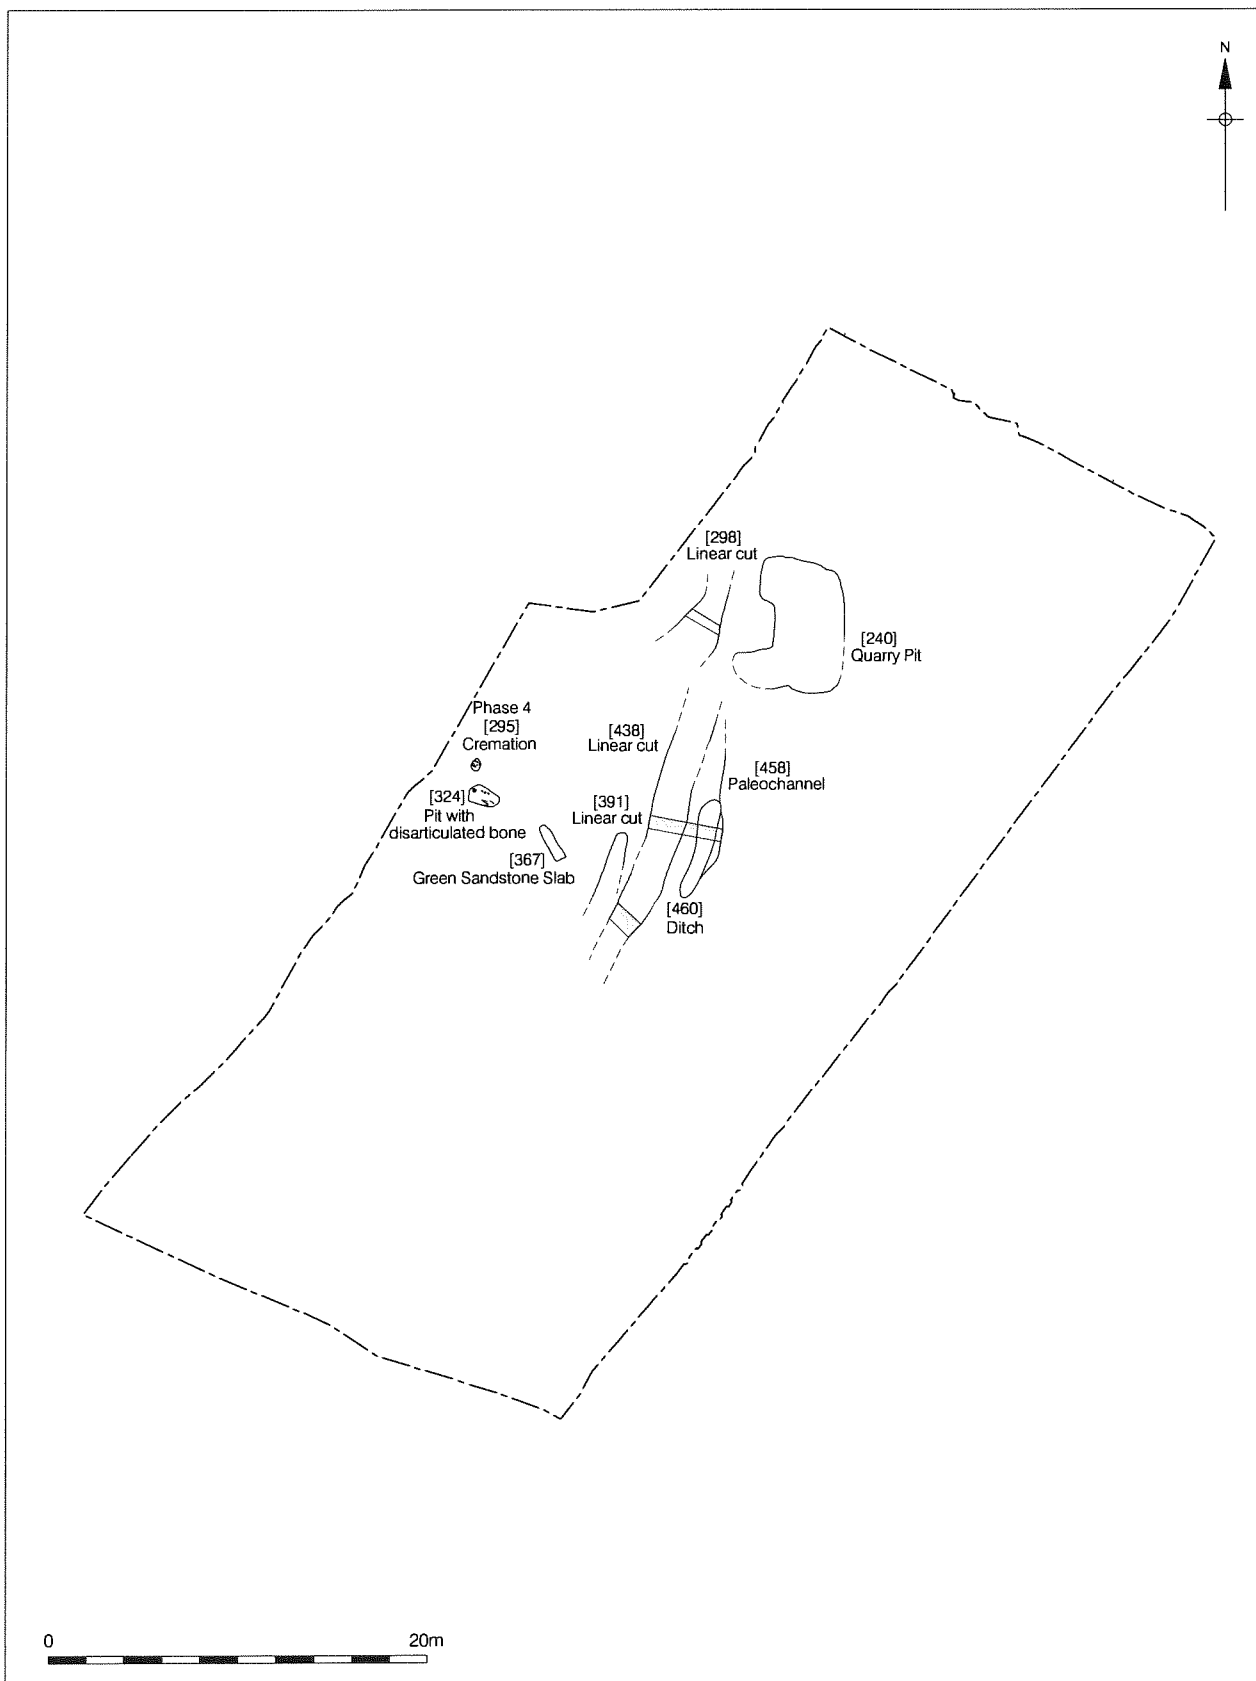 N
[298]
Linear cut
[240]
Quarry Pit
Phase 4
[295]
Cremation
[438]
Linear cut
[458]
Paleochannel
[324]
Pit with
disarticulated bone
[391]
Linear cut
[367]
Green Sandstone Slab
[460]
Ditch
0 20m